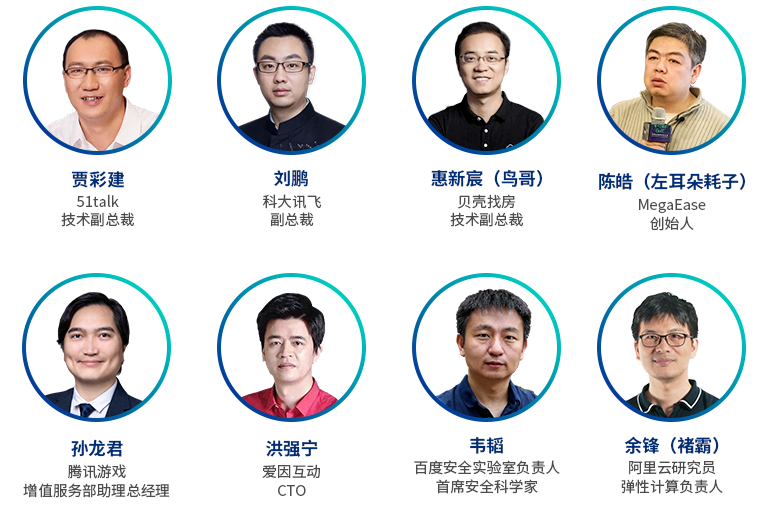 贾彩建
51talk
技术副总裁
刘鹏
科大讯飞
副总裁
惠新宸（鸟哥）
贝壳找房
技术副总裁
陈皓（左耳朵耗子）
MegaEase
创始人
孙龙君
腾讯游戏
增值服务部助理总经理
洪强宁
爱因互动
CTO
韦韬
百度安全实验室负责人
首席安全科学家
余锋（褚霸）
阿里云研究员
弹性计算负责人